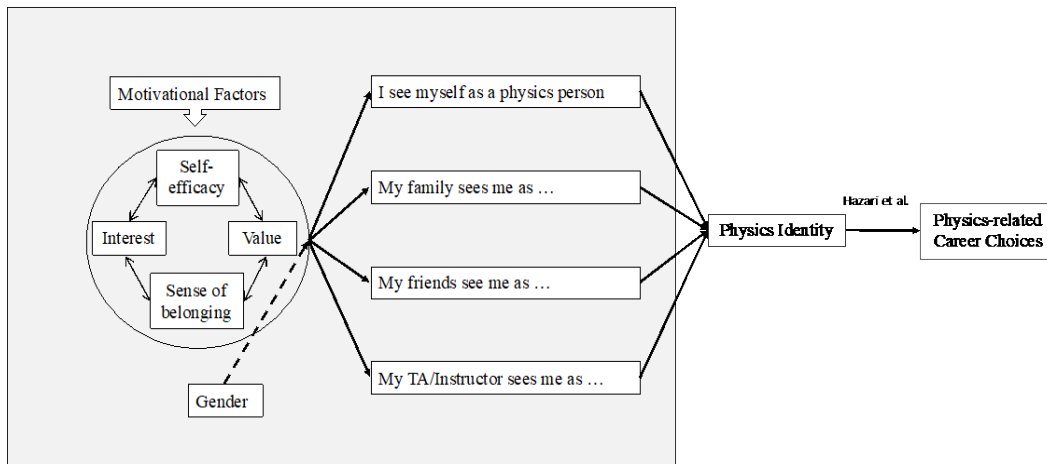 Motivational Factors
Self-
efficacy
Interest
Value
Sense of
belonging
Gender
I see myself as a physics person
My family sees me as …
My friends see me as …
My TA/Instructor sees me as …
Physics Identity
Hazari et al.
Physics-related
Career Choices